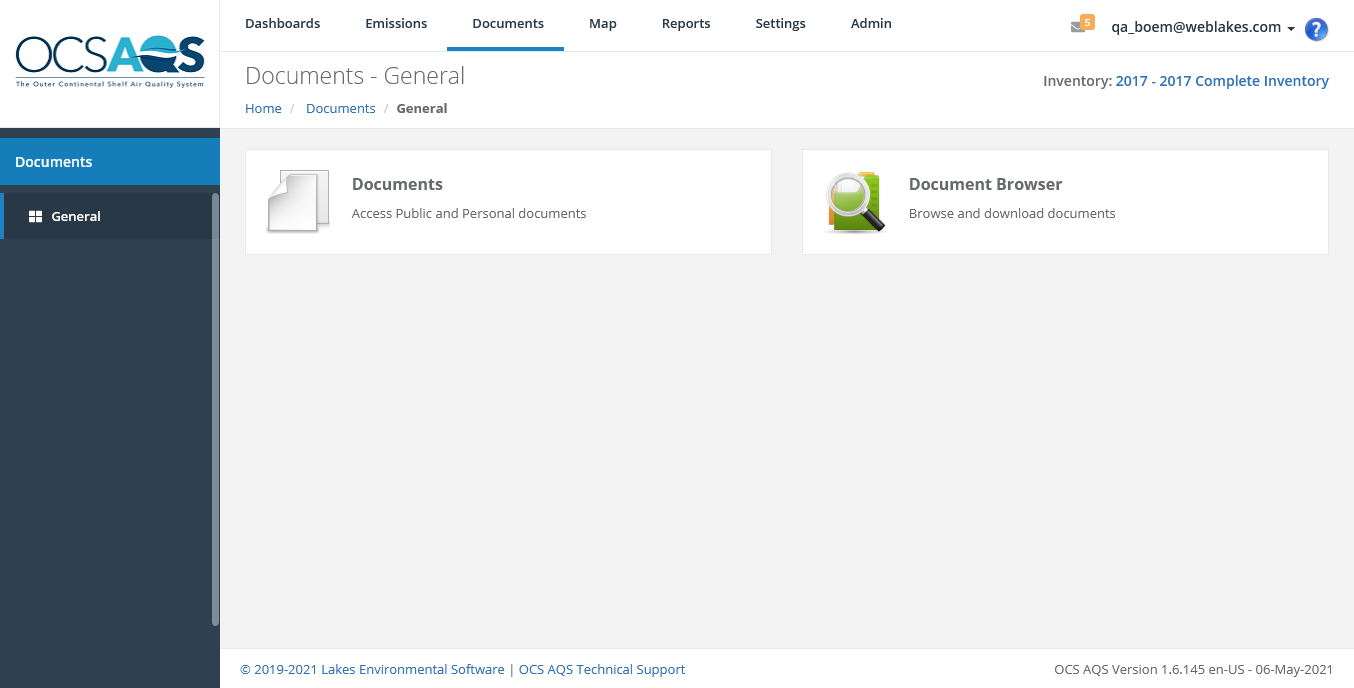 OCSAQS
The Outer Continental Shelf Air Quality System
Dashboards Emissions Documents Map Reports Settings Admin
5 qa_boem@weblakes.com ?
Documents - General
Inventory: 2017 - 2017 Complete Inventory
Home / Documents / General
Documents
General
Documents
Access Public and Personal documents
Document Browser
Browse and download documents
© 2019-2021 Lakes Environmental Software | OCS AQS Technical Support
OCS AQS Version 1.6.145 en-US - 06-May-2021